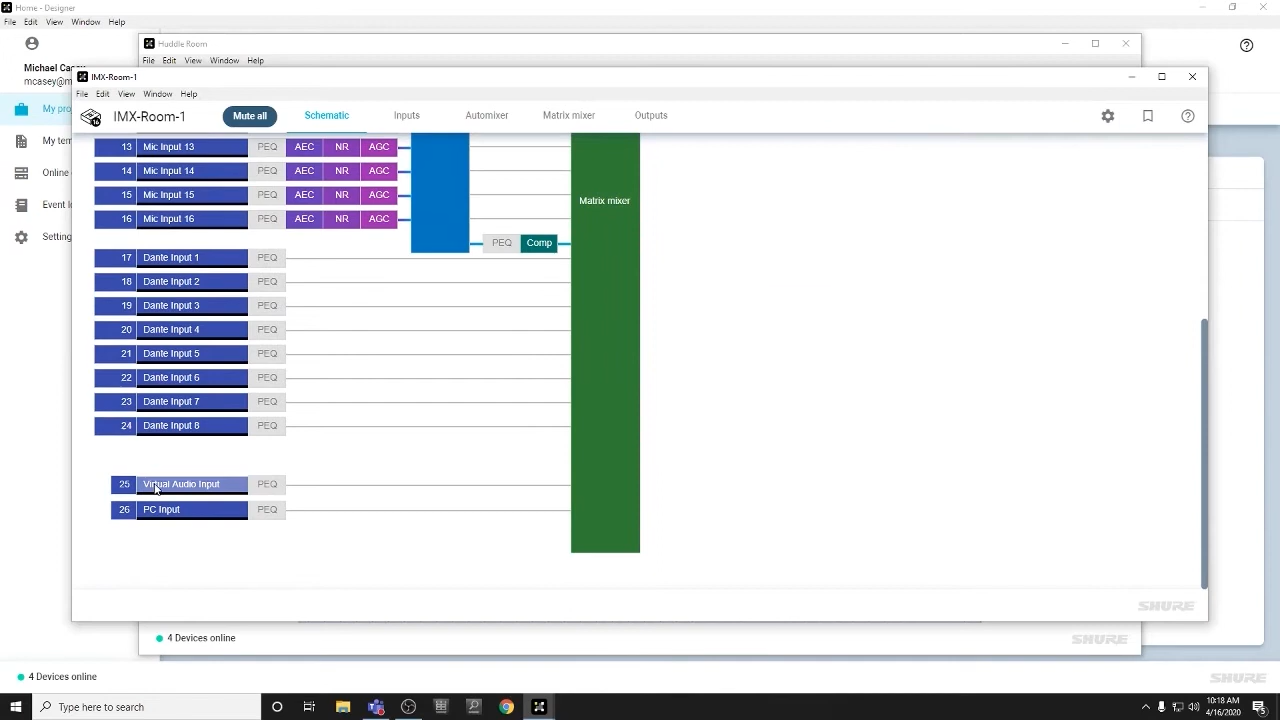 Home - Designer
File Edit View Window Help
Michael Ca
mcasey@m
My pro
My tem
Online
Event l
Setting
Huddle Room
File Edit View Window Help
IMX-Room-1
File Edit View Window Help
IMX-Room-1 Mute all Schematic Inputs Automixer Matrix mixer Outputs
13 Mic Input 13 PEQ AEC NR AGC
14 Mic Input 14 PEQ AEC NR AGC
15 Mic Input 15 PEQ AEC NR AGC
Matrix mixer
16 Mic Input 16 PEQ AEC NR AGC
PEQ Comp
17 Dante Input 1 PEQ
18 Dante Input 2 PEQ
19 Dante Input 3 PEQ
20 Dante Input 4 PEQ
21 Dante Input 5 PEQ
22 Dante Input 6 PEQ
23 Dante Input 7 PEQ
24 Dante Input 8 PEQ
25 Virtual Audio Input PEQ
26 PC Input PEQ
SHURE
4 Devices online SHURE
4 Devices online SHURE
Type here to search
10:18 AM
4/16/2020